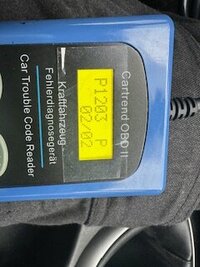 Cartrend OBD II
P1203 P
02/02
Kraftfahrzeug-
Fehlerdiagnosegerät
Car Trouble Code Reader